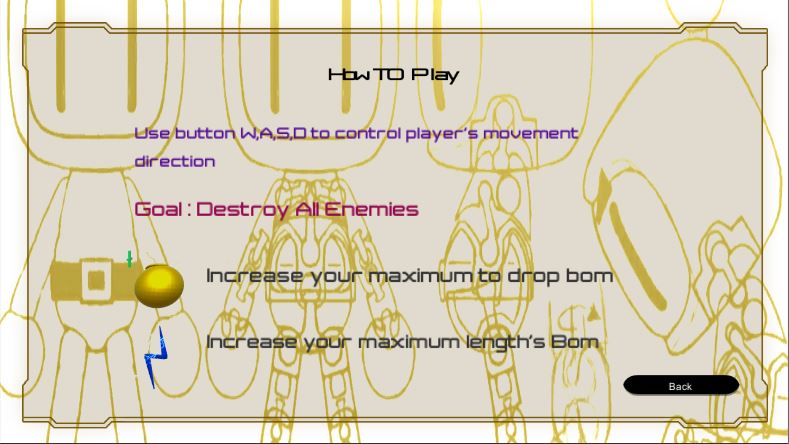 How TO Play
Use button W,A,S,D to control player's movement
direction
Goal : Destroy All Enemies
Increase your maximum to drop bom
Increase your maximum length's Bom
Back